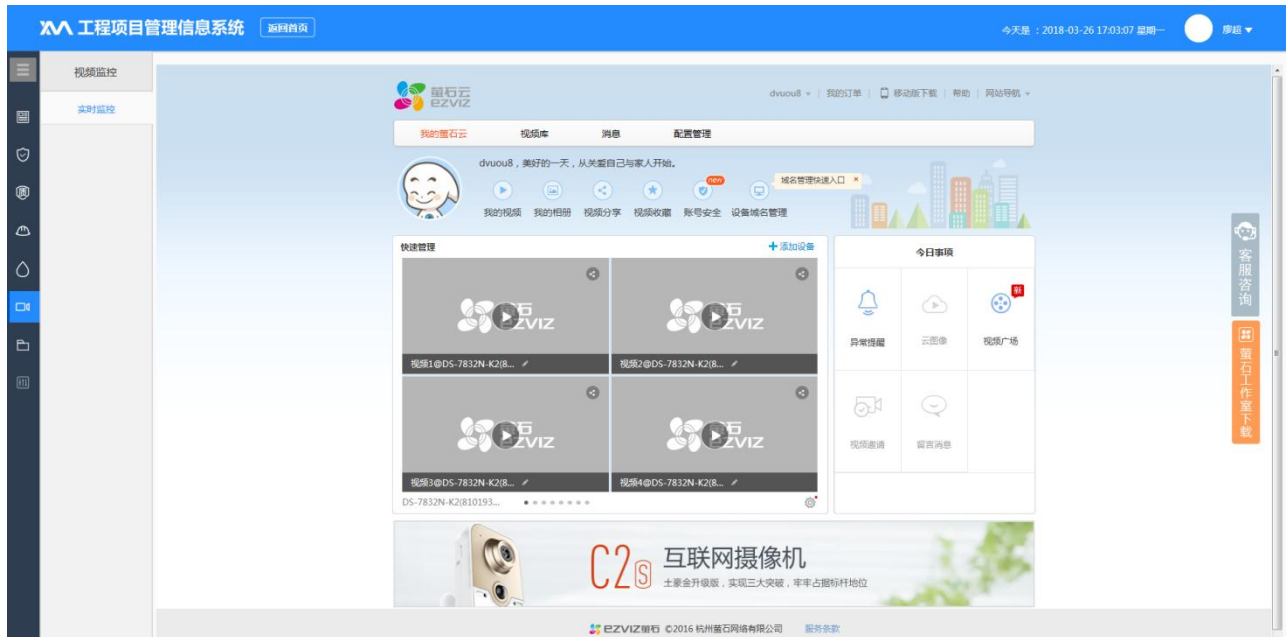 工程项目管理信息系统 返回首页 今天是 ：2018-03-26 17:03:07 星期一 廖超
视频监控
实时监控
萤石云
ezviz
dvuou8 我的订单 移动版下载 帮助 网站导航
我的萤石云 视频库 消息 配置管理
dvuou8，美好的一天，从关爱自己与家人开始。
new 域名管理快速入口 ×
我的视频 我的相册 视频分享 视频收藏 账号安全 设备域名管理
快速管理 添加设备
萤石 EZVIZ
萤石 EZVIZ
视频1@DS-7832N-K2(8...
视频2@DS-7832N-K2(8...
萤石 EZVIZ
萤石 EZVIZ
视频3@DS-7832N-K2(8...
视频4@DS-7832N-K2(8...
DS-7832N-K2(810193...
今日事项
新
异常提醒 云图像 视频广场
视频邀请 留言消息
客服咨询
萤石工作室下载
C2S 互联网摄像机
土豪金升级版，实现三大突破，牢牢占据标杆地位
EZVIZ萤石 ©2016 杭州萤石网络有限公司 服务条款